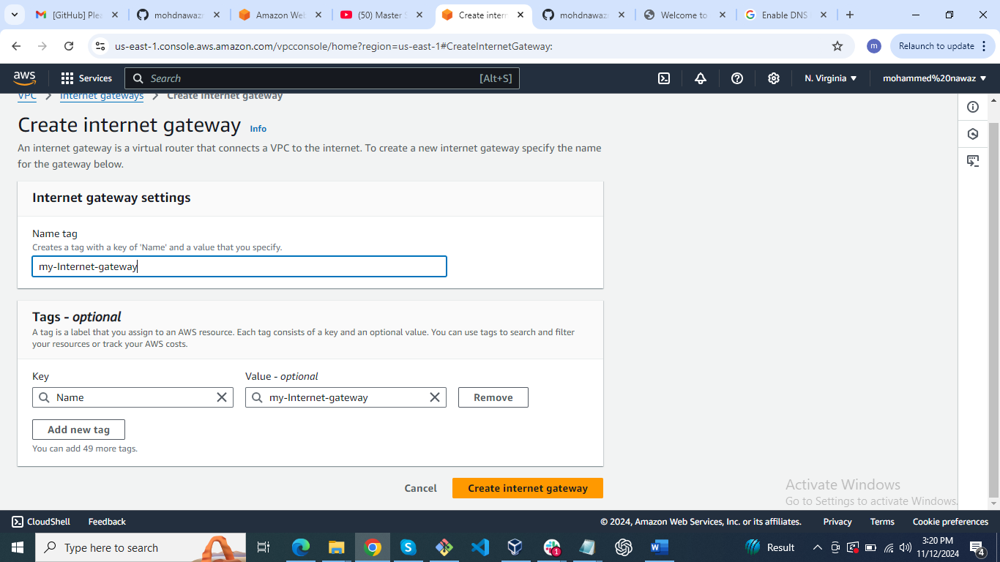 [GitHub] Plea
mohdnawaz
Amazon Web
(50) Master S
Create intern
mohdnawaz
Welcome to
Enable DNS
us-east-1.console.aws.amazon.com/vpcconsole/home?region=us-east-1#CreateInternetGateway:
m
Relaunch to update
aws
Services
Search
[Alt+S]
N. Virginia
mohammed%20nawaz
VPC
Internet gateways
Create internet gateway
Create internet gateway Info
An internet gateway is a virtual router that connects a VPC to the internet. To create a new internet gateway specify the name
for the gateway below.
Internet gateway settings
Name tag
Creates a tag with a key of 'Name' and a value that you specify.
my-Internet-gateway
Tags - optional
A tag is a label that you assign to an AWS resource. Each tag consists of a key and an optional value. You can use tags to search and filter
your resources or track your AWS costs.
Key
Value - optional
Name
my-Internet-gateway
Remove
Add new tag
You can add 49 more tags.
Cancel
Create internet gateway
Activate Windows
Go to Settings to activate Windows.
CloudShell
Feedback
© 2024, Amazon Web Services, Inc. or its affiliates.
Privacy
Terms
Cookie preferences
Type here to search
1
Result
3:20 PM
11/12/2024
4